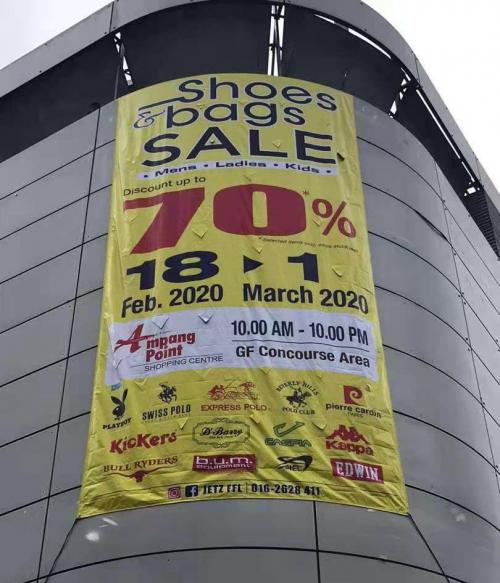 Shoes
& bags
SALE
• Mens • Ladies • Kids •
Discount up to
70%*
18 ▸ 1
Feb. 2020 March 2020
Ampang
Point
SHOPPING CENTRE
10.00 AM - 10.00 PM
GF Concourse Area
PLAYBOY
SWISS POLO
EXPRESS POLO
BEVERLY HILLS
POLO CLUB
pierre cardin
PARIS
KicKers
D'Barry
Kappa
BULL RYDERS
b.u.m.
EQUIPMENT
EDWIN
JETZ FFL 016-2628 411